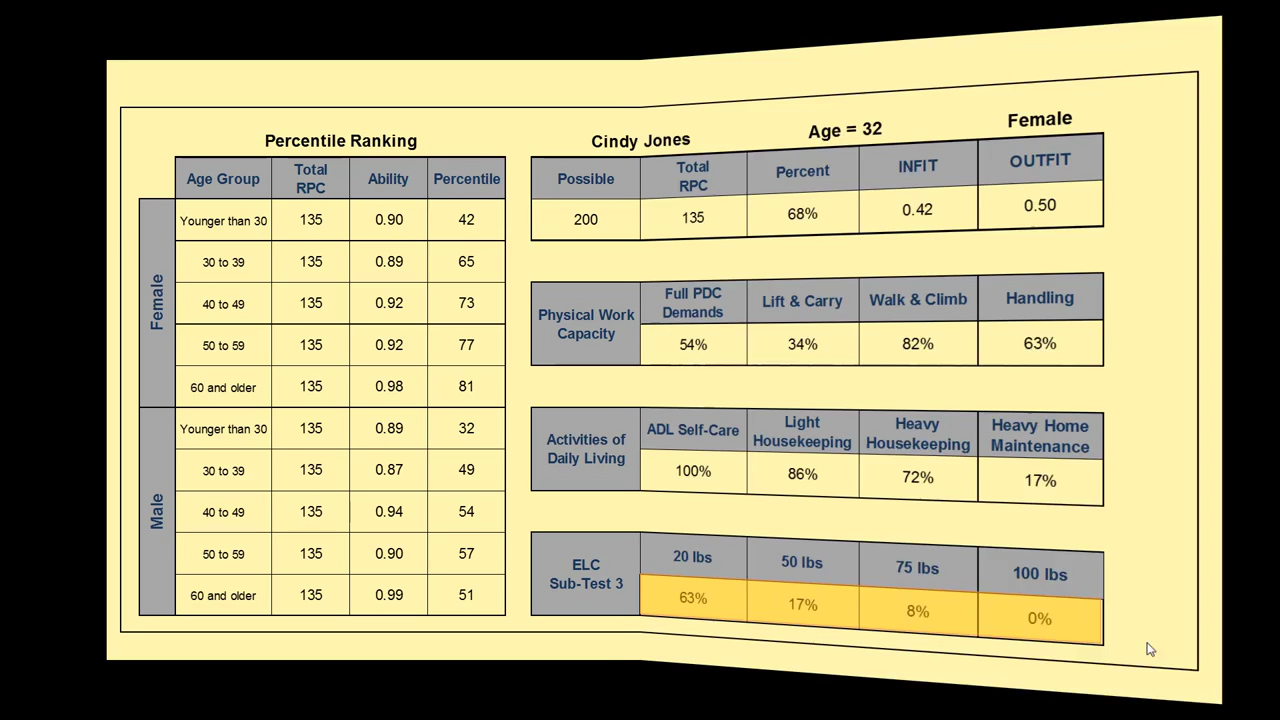 Percentile Ranking
Age Group Total RPC Ability Percentile
Female
Younger than 30 135 0.90 42
30 to 39 135 0.89 65
40 to 49 135 0.92 73
50 to 59 135 0.92 77
60 and older 135 0.98 81
Male
Younger than 30 135 0.89 32
30 to 39 135 0.87 49
40 to 49 135 0.94 54
50 to 59 135 0.90 57
60 and older 135 0.99 51
Cindy Jones Age = 32 Female
Possible Total RPC Percent INFIT OUTFIT
200 135 68% 0.42 0.50
Physical Work Capacity
Full PDC Demands Lift & Carry Walk & Climb Handling
54% 34% 82% 63%
Activities of Daily Living
ADL Self-Care Light Housekeeping Heavy Housekeeping Heavy Home Maintenance
100% 86% 72% 17%
ELC Sub-Test 3
20 lbs 50 lbs 75 lbs 100 lbs
63% 17% 8% 0%